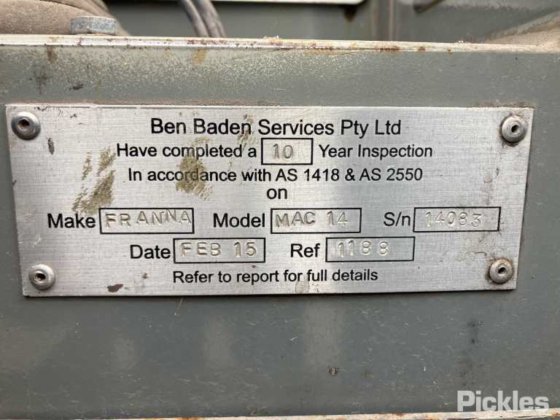 Ben Baden Services Pty Ltd
Have completed a 10 Year Inspection
In accordance with AS 1418 & AS 2550
on
Make FRANNA Model MAC 14 S/n 14083
Date FEB 15 Ref 1188
Refer to report for full details
Pickles